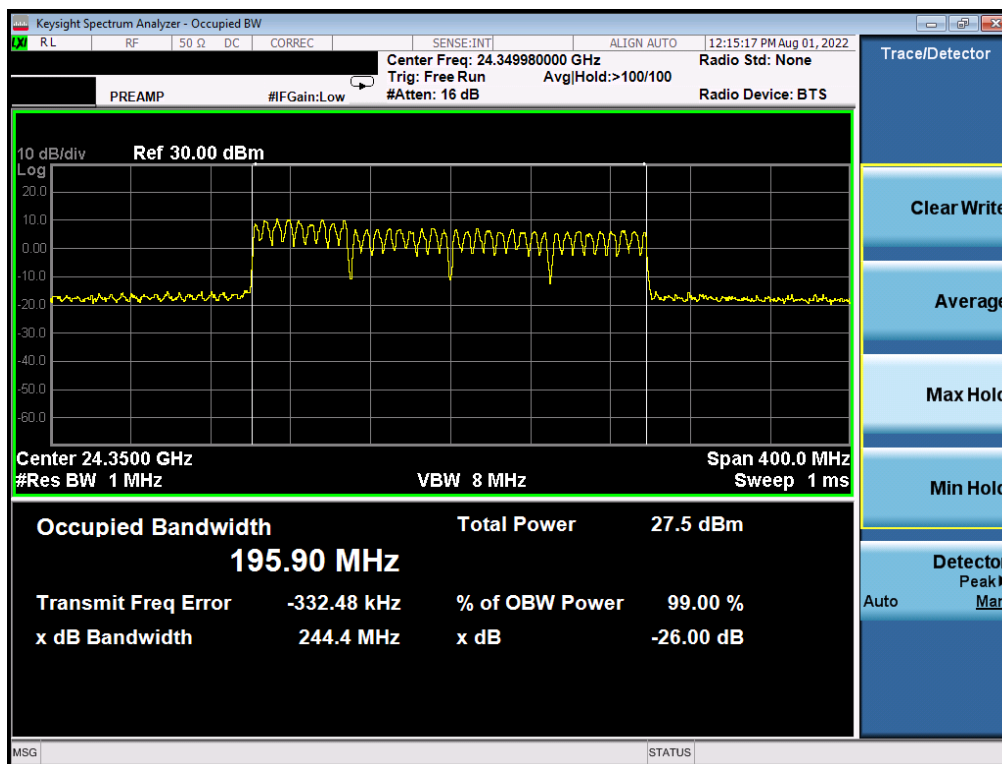 Keysight Spectrum Analyzer - Occupied BW
LXI RL RF 50 Ω DC CORREC SENSE:INT ALIGN AUTO 12:15:17 PM Aug 01, 2022
Center Freq: 24.349980000 GHz Radio Std: None
Trig: Free Run Avg|Hold:>100/100
PREAMP #IFGain:Low #Atten: 16 dB Radio Device: BTS
10 dB/div Ref 30.00 dBm
Log
20.0
10.0
0.00
-10.0
-20.0
-30.0
-40.0
-50.0
-60.0
Center 24.3500 GHz Span 400.0 MHz
#Res BW 1 MHz VBW 8 MHz Sweep 1 ms
Occupied Bandwidth Total Power 27.5 dBm
195.90 MHz
Transmit Freq Error -332.48 kHz % of OBW Power 99.00 %
x dB Bandwidth 244.4 MHz x dB -26.00 dB
MSG STATUS
Trace/Detector
Clear Write
Average
Max Hold
Min Hold
Detector
Peak
Auto Man